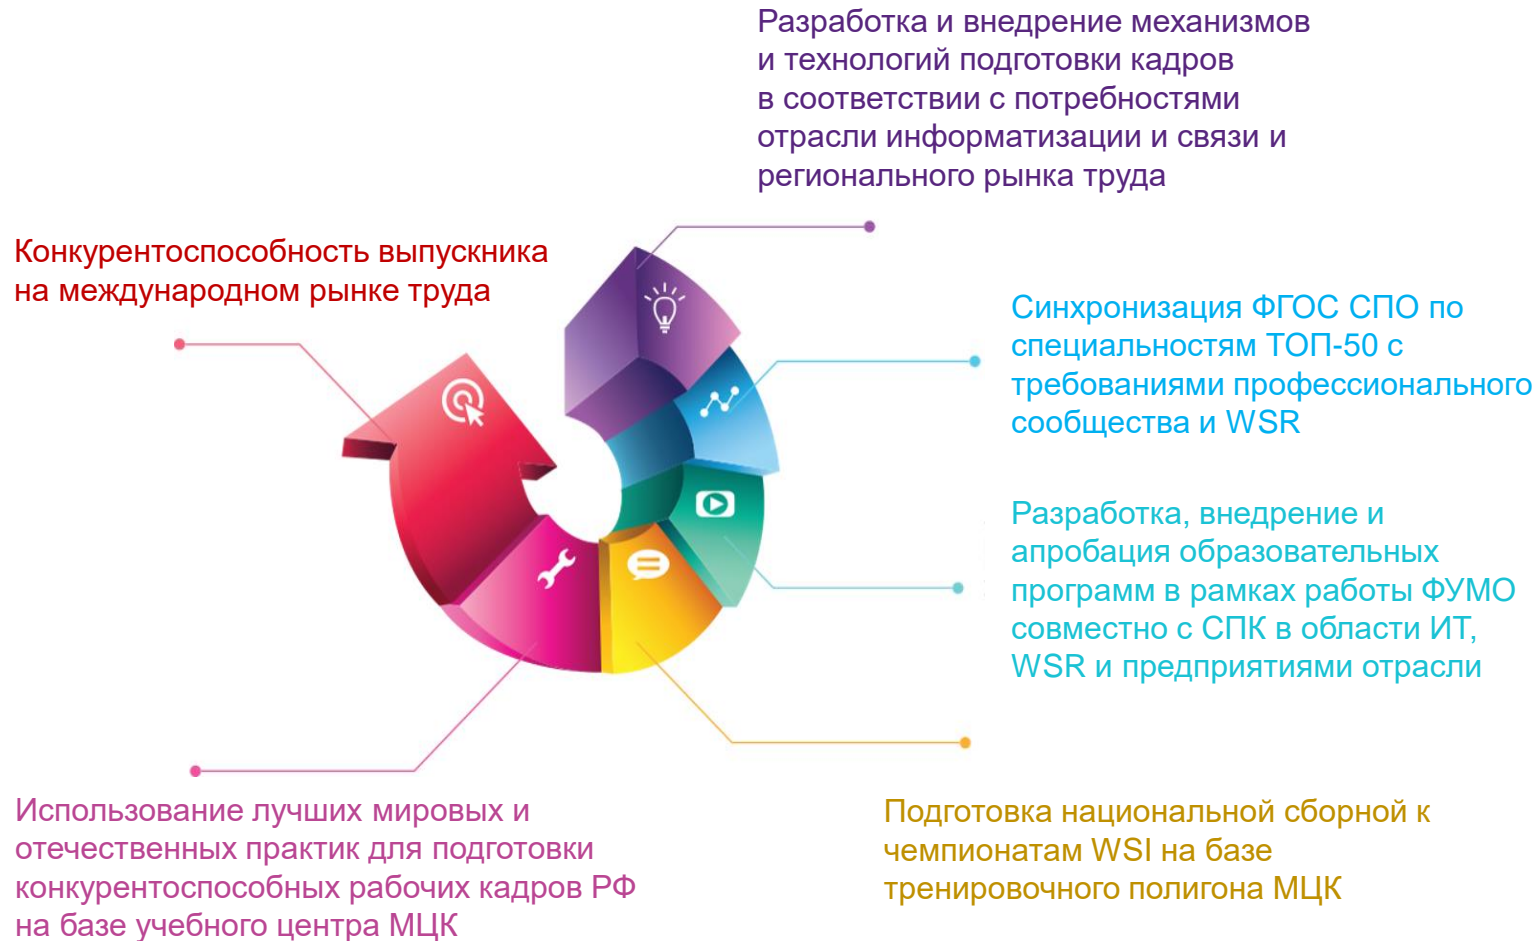 Разработка и внедрение механизмов
и технологий подготовки кадров
в соответствии с потребностями
отрасли информатизации и связи и
регионального рынка труда
Конкурентоспособность выпускника
на международном рынке труда
Синхронизация ФГОС СПО по
специальностям ТОП-50 с
требованиями профессионального
сообщества и WSR
Разработка, внедрение и
апробация образовательных
программ в рамках работы ФУМО
совместно с СПК в области ИТ,
WSR и предприятиями отрасли
Использование лучших мировых и
отечественных практик для подготовки
конкурентоспособных рабочих кадров РФ
на базе учебного центра МЦК
Подготовка национальной сборной к
чемпионатам WSI на базе
тренировочного полигона МЦК